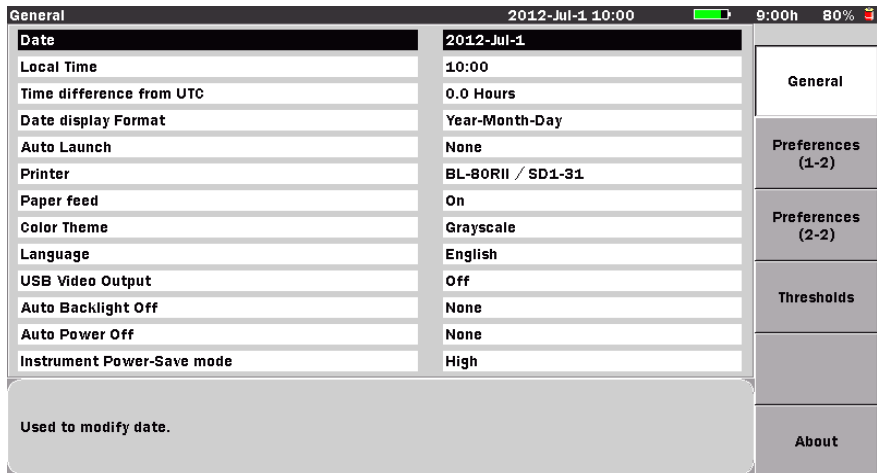 General 2012-Jul-1 10:00 9:00h 80%
Date 2012-Jul-1
Local Time 10:00
Time difference from UTC 0.0 Hours
Date display Format Year-Month-Day
Auto Launch None
Printer BL-80RII / SD1-31
Paper feed On
Color Theme Grayscale
Language English
USB Video Output Off
Auto Backlight Off None
Auto Power Off None
Instrument Power-Save mode High
Used to modify date.
General
Preferences
(1-2)
Preferences
(2-2)
Thresholds
About